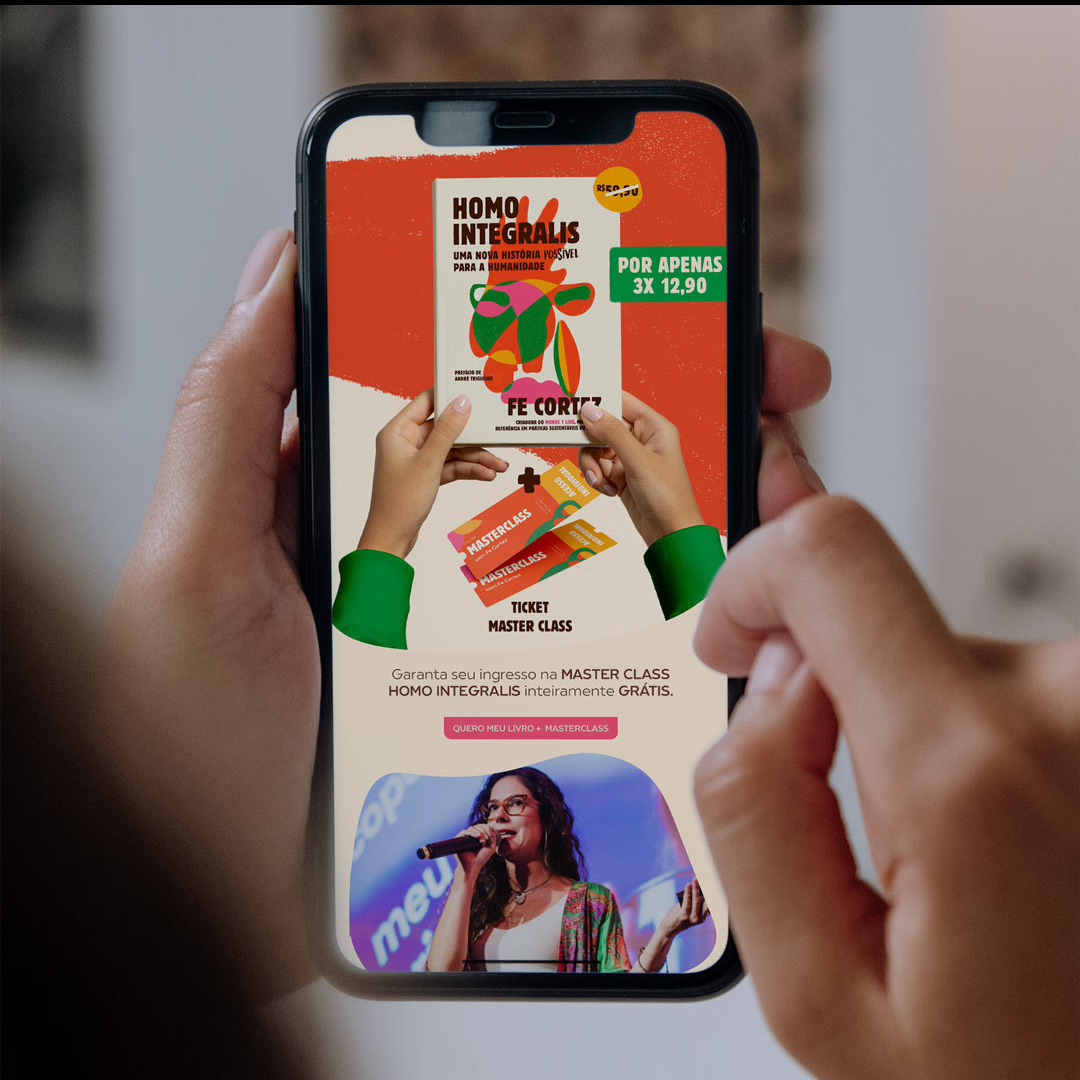 R$59,90
HOMO
INTEGRALIS
UMA NOVA HISTÓRIA POSSÍVEL
PARA A HUMANIDADE
POR APENAS
3X 12,90
PREFÁCIO DE
ANDRÉ TRIGUEIRO
FE CORTEZ
CRIADORA DO MENOS 1 LIXO,
REFERÊNCIA EM PRÁTICAS SUSTENTÁVEIS
+
ACESSO
INDIVIDUAL
MASTERCLASS
com Fe Cortez
ACESSO
INDIVIDUAL
MASTERCLASS
com Fe Cortez
TICKET
MASTER CLASS
Garanta seu ingresso na MASTER CLASS
HOMO INTEGRALIS inteiramente GRÁTIS.
QUERO MEU LIVRO + MASTERCLASS
copo
meu